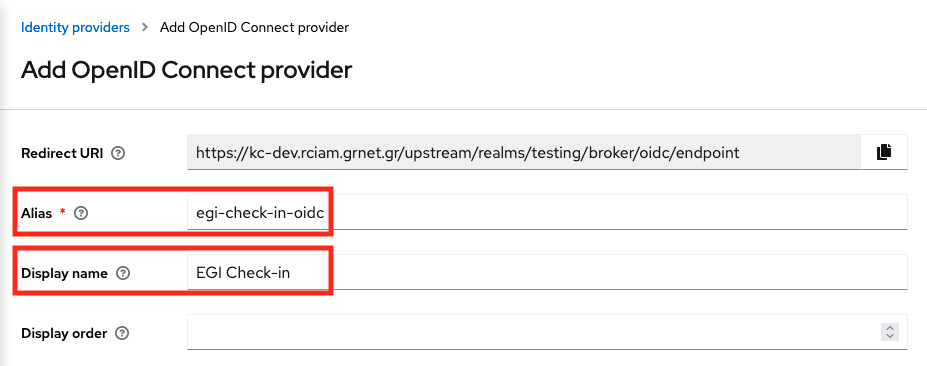 Identity providers > Add OpenID Connect provider
Add OpenID Connect provider
Redirect URI https://kc-dev.rciam.grnet.gr/upstream/realms/testing/broker/oidc/endpoint
Alias * egi-check-in-oidc
Display name EGI Check-in
Display order